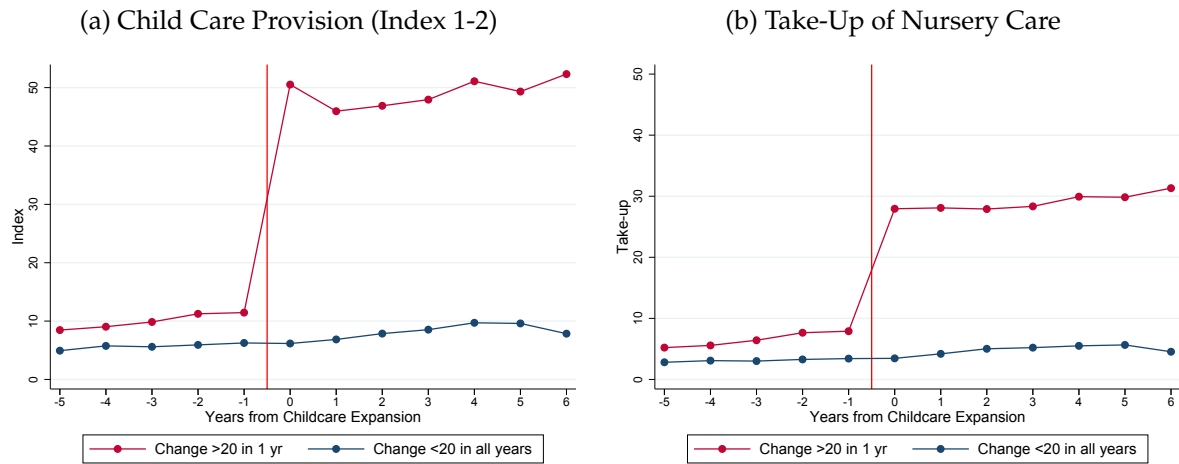 (a) Child Care Provision (Index 1-2)
Index
50
40
30
20
10
0
-5 -4 -3 -2 -1 0 1 2 3 4 5 6
Years from Childcare Expansion
Change >20 in 1 yr Change <20 in all years
(b) Take-Up of Nursery Care
Take-up
50
40
30
20
10
0
-5 -4 -3 -2 -1 0 1 2 3 4 5 6
Years from Childcare Expansion
Change >20 in 1 yr Change <20 in all years